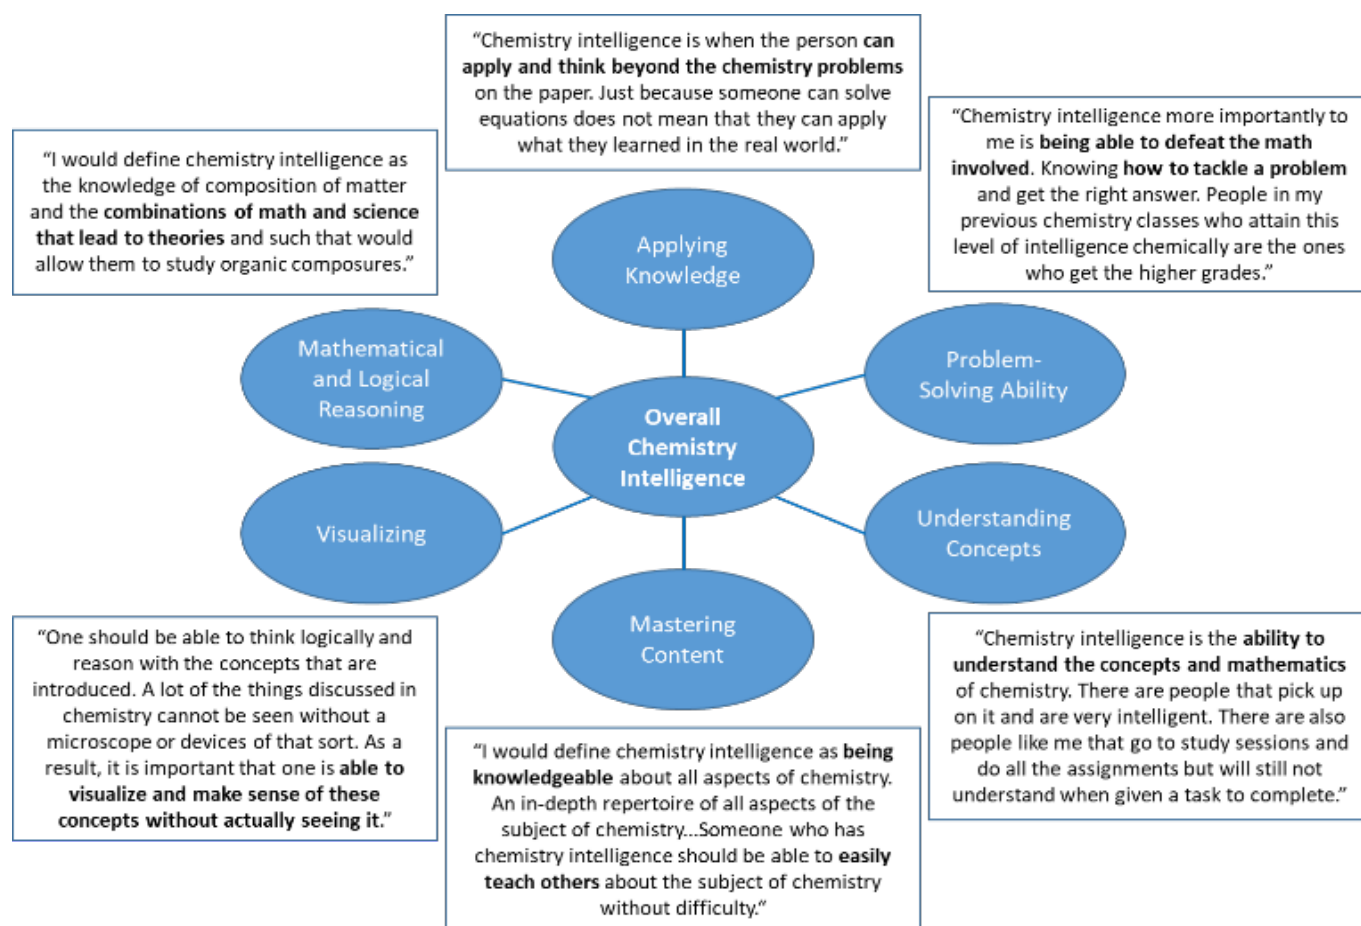 “Chemistry intelligence is when the person can
apply and think beyond the chemistry problems
on the paper. Just because someone can solve
equations does not mean that they can apply
what they learned in the real world.”
“I would define chemistry intelligence as
the knowledge of composition of matter
and the combinations of math and science
that lead to theories and such that would
allow them to study organic composures.”
“Chemistry intelligence more importantly to
me is being able to defeat the math
involved. Knowing how to tackle a problem
and get the right answer. People in my
previous chemistry classes who attain this
level of intelligence chemically are the ones
who get the higher grades.”
Applying
Knowledge
Mathematical
and Logical
Reasoning
Problem-
Solving Ability
Overall
Chemistry
Intelligence
Visualizing
Understanding
Concepts
Mastering
Content
“One should be able to think logically and
reason with the concepts that are
introduced. A lot of the things discussed in
chemistry cannot be seen without a
microscope or devices of that sort. As a
result, it is important that one is able to
visualize and make sense of these
concepts without actually seeing it.”
“I would define chemistry intelligence as being
knowledgeable about all aspects of chemistry.
An in-depth repertoire of all aspects of the
subject of chemistry...Someone who has
chemistry intelligence should be able to easily
teach others about the subject of chemistry
without difficulty.“
“Chemistry intelligence is the ability to
understand the concepts and mathematics
of chemistry. There are people that pick up
on it and are very intelligent. There are also
people like me that go to study sessions and
do all the assignments but will still not
understand when given a task to complete.”